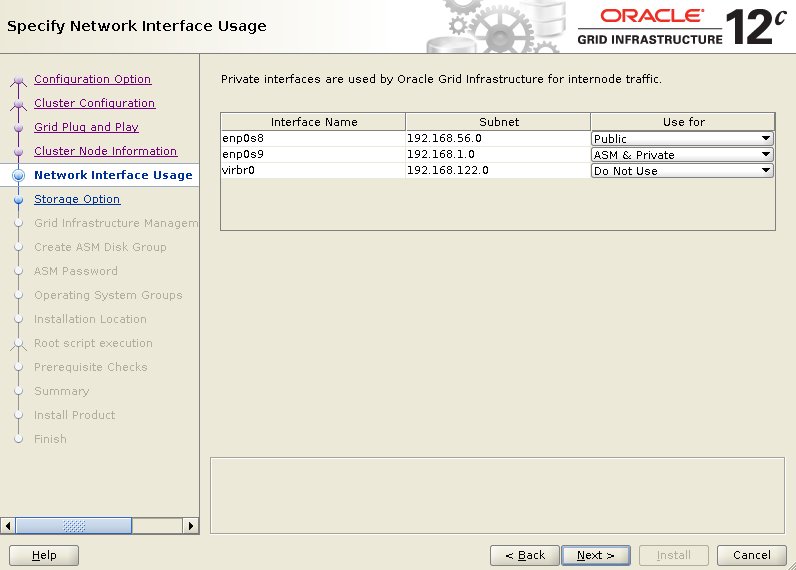 Specify Network Interface Usage
ORACLE®
GRID INFRASTRUCTURE 12c
Configuration Option
Cluster Configuration
Grid Plug and Play
Cluster Node Information
Network Interface Usage
Storage Option
Grid Infrastructure Managem
Create ASM Disk Group
ASM Password
Operating System Groups
Installation Location
Root script execution
Prerequisite Checks
Summary
Install Product
Finish
Private interfaces are used by Oracle Grid Infrastructure for internode traffic.
Interface Name Subnet Use for
enp0s8 192.168.56.0 Public
enp0s9 192.168.1.0 ASM & Private
virbr0 192.168.122.0 Do Not Use
Help < Back Next > Install Cancel